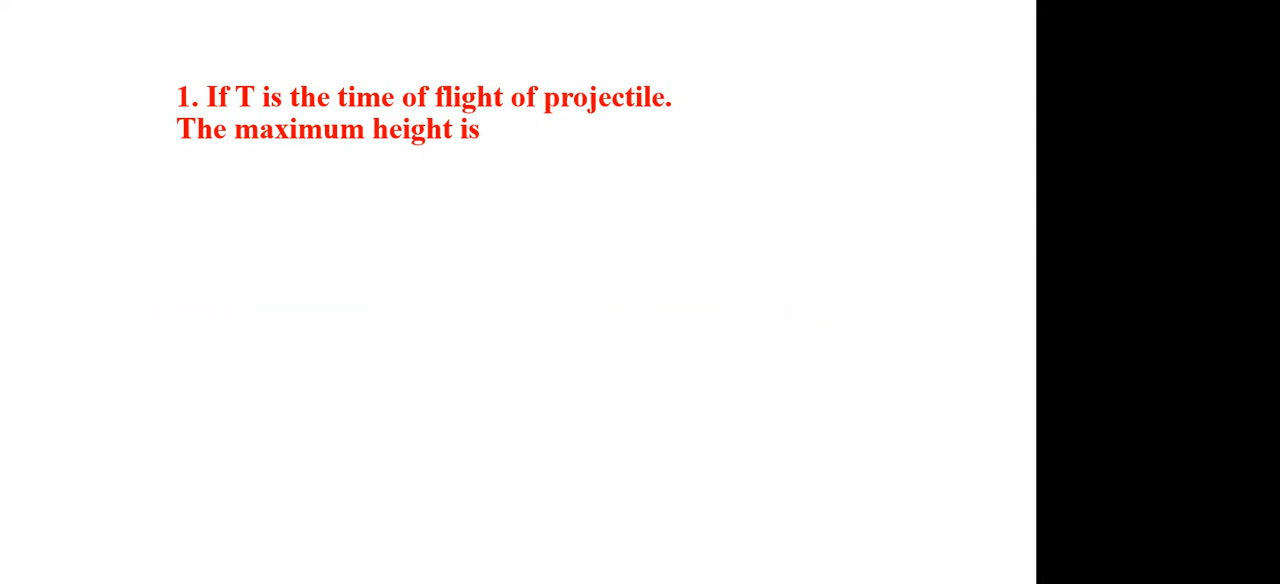 1. If T is the time of flight of projectile.
The maximum height is